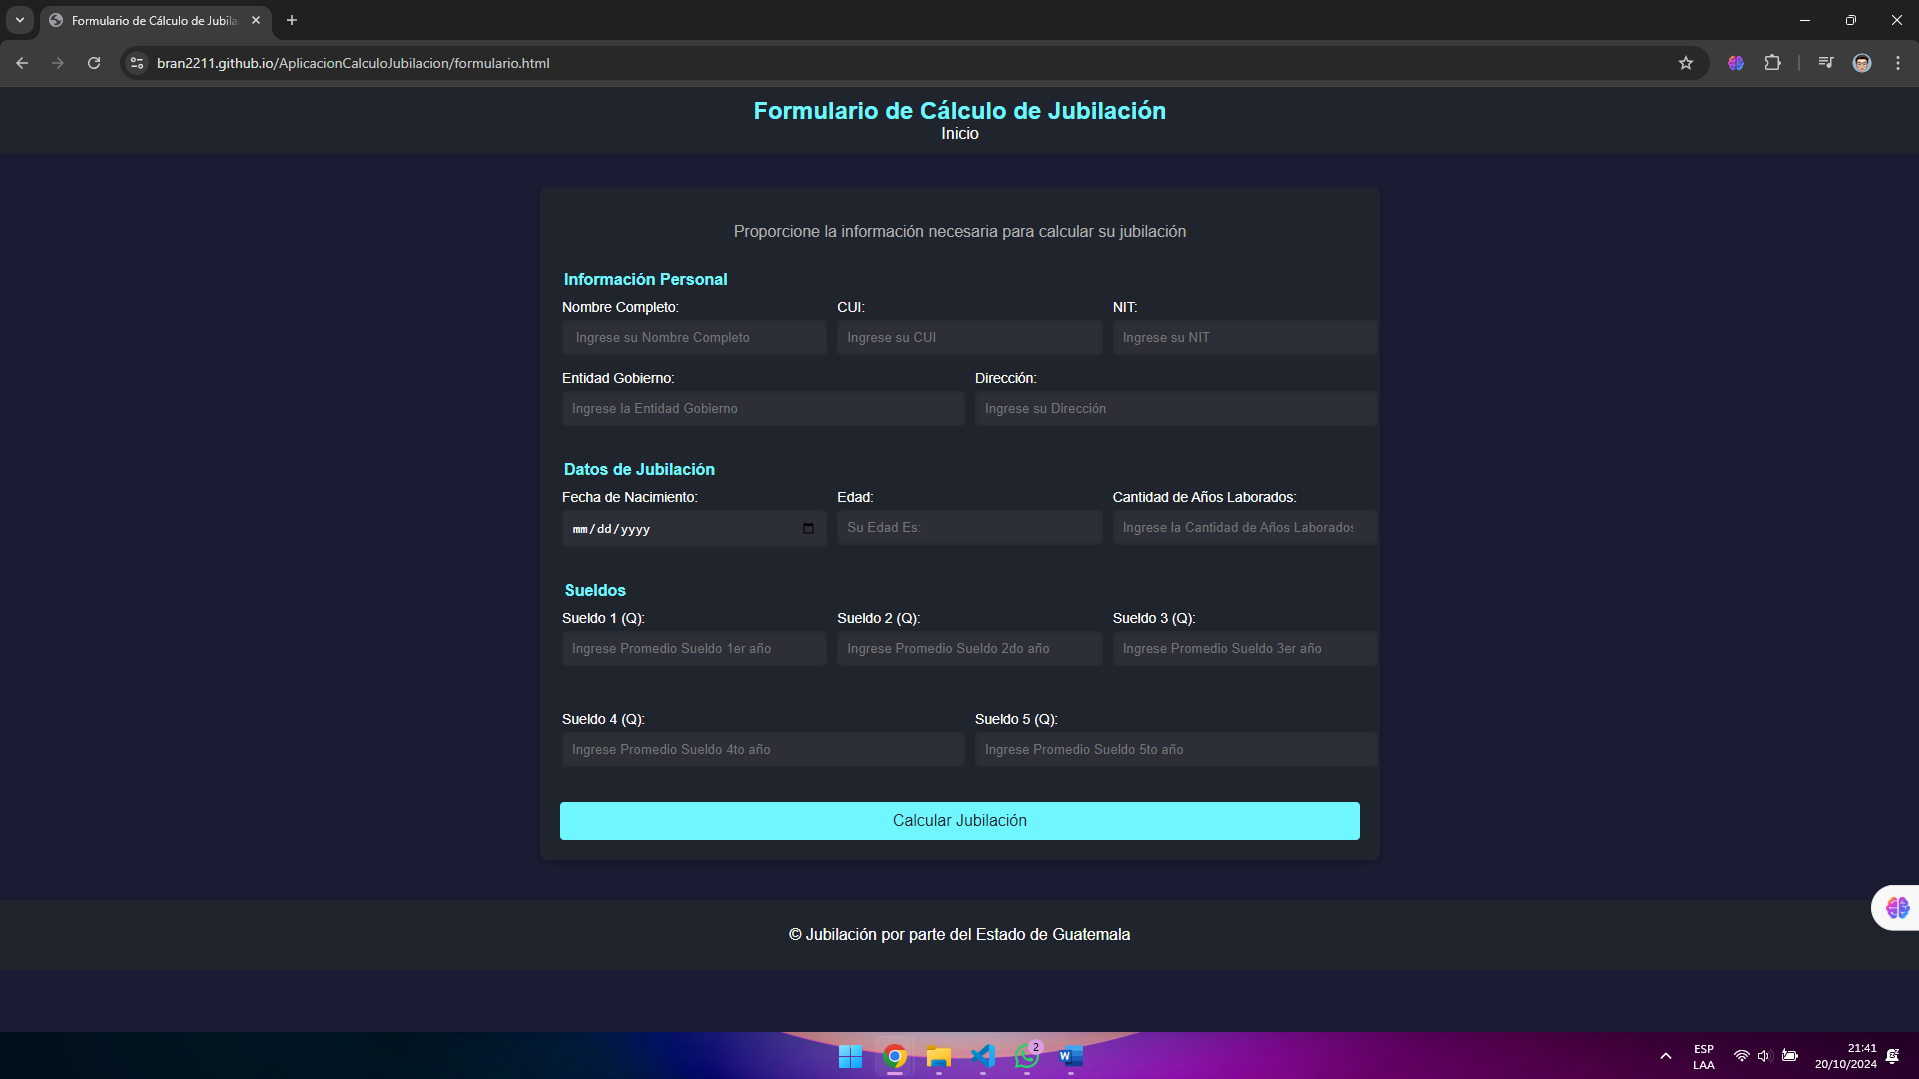 Formulario de Cálculo de Jubila
bran2211.github.io/AplicacionCalculoJubilacion/formulario.html
Formulario de Cálculo de Jubilación
Inicio
Proporcione la información necesaria para calcular su jubilación
Información Personal
Nombre Completo: CUI: NIT:
Ingrese su Nombre Completo Ingrese su CUI Ingrese su NIT
Entidad Gobierno: Dirección:
Ingrese la Entidad Gobierno Ingrese su Dirección
Datos de Jubilación
Fecha de Nacimiento: Edad: Cantidad de Años Laborados:
mm/dd/yyyy Su Edad Es: Ingrese la Cantidad de Años Laborados
Sueldos
Sueldo 1 (Q): Sueldo 2 (Q): Sueldo 3 (Q):
Ingrese Promedio Sueldo 1er año Ingrese Promedio Sueldo 2do año Ingrese Promedio Sueldo 3er año
Sueldo 4 (Q): Sueldo 5 (Q):
Ingrese Promedio Sueldo 4to año Ingrese Promedio Sueldo 5to año
Calcular Jubilación
© Jubilación por parte del Estado de Guatemala
2
W
ESP
LAA
21:41
20/10/2024